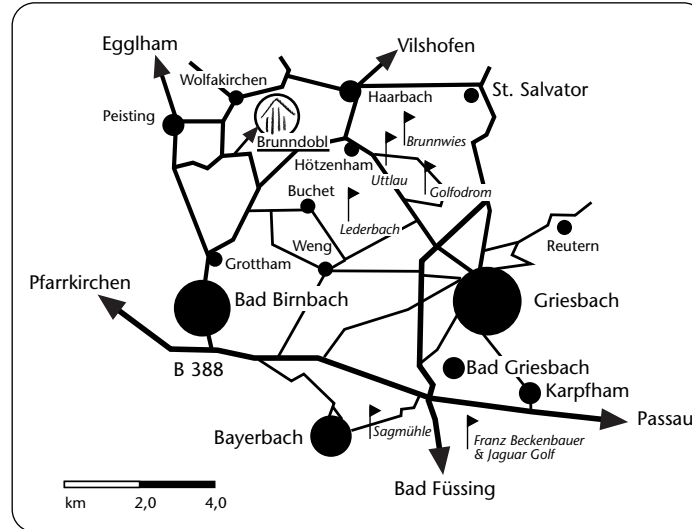 Egglham
Vilshofen
Wolfakirchen
Haarbach
St. Salvator
Peisting
Brunndobl
Brunnwies
Hötzenham
Uttlau
Golfodrom
Buchet
Lederbach
Reutern
Weng
Grottham
Pfarrkirchen
Bad Birnbach
Griesbach
B 388
Bad Griesbach
Karpfham
Passau
Bayerbach
Sagmühle
Franz Beckenbauer
& Jaguar Golf
Bad Füssing
km 2,0 4,0